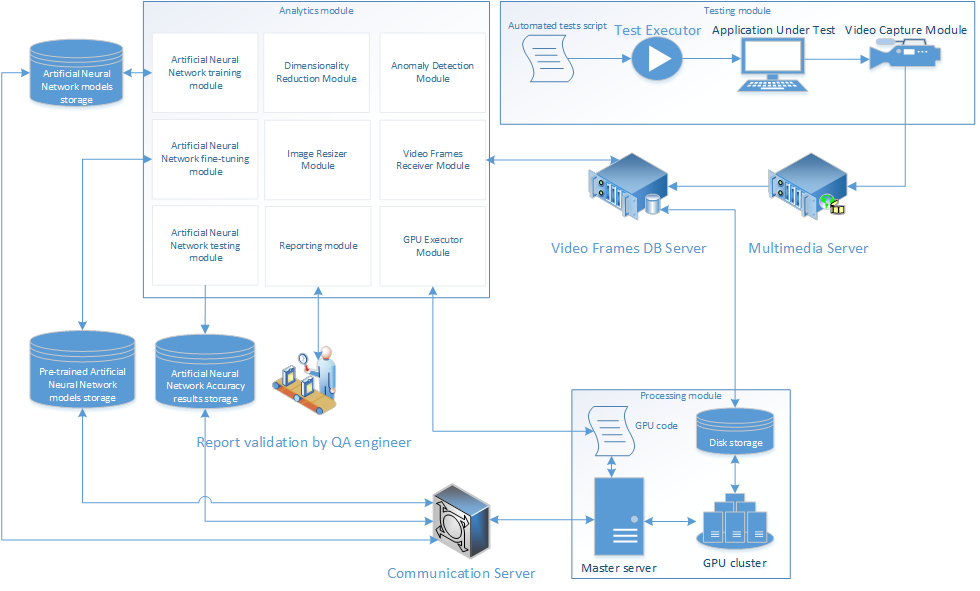 Analytics module
Testing module
Automated tests script
Test Executor
Application Under Test
Video Capture Module
Artificial Neural
Network models
storage
Artificial Neural
Network training
module
Dimensionality
Reduction Module
Anomaly Detection
Module
Artificial Neural
Network fine-tuning
module
Image Resizer
Module
Video Frames
Receiver Module
Artificial Neural
Network testing
module
Reporting module
GPU Executor
Module
Video Frames DB Server
Multimedia Server
Pre-trained Artificial
Neural Network
models storage
Artificial Neural
Network Accuracy
results storage
Report validation by QA engineer
Processing module
GPU code
Disk storage
Master server
GPU cluster
Communication Server